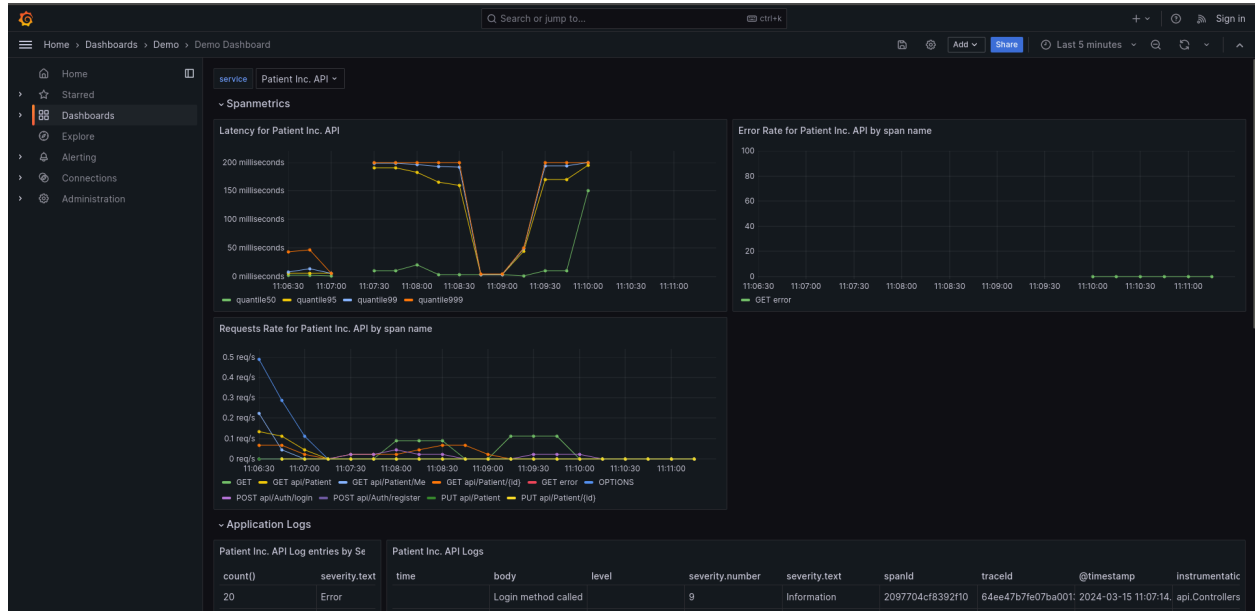 Search or jump to... ctrl+k Sign in
Home › Dashboards › Demo › Demo Dashboard Add Share Last 5 minutes
Home
Starred
Dashboards
Explore
Alerting
Connections
Administration
service Patient Inc. API
Spanmetrics
Latency for Patient Inc. API
200 milliseconds
150 milliseconds
100 milliseconds
50 milliseconds
0 milliseconds
11:06:30 11:07:00 11:07:30 11:08:00 11:08:30 11:09:00 11:09:30 11:10:00 11:10:30 11:11:00
quantile50 quantile95 quantile99 quantile999
Error Rate for Patient Inc. API by span name
100
80
60
40
20
0
11:06:30 11:07:00 11:07:30 11:08:00 11:08:30 11:09:00 11:09:30 11:10:00 11:10:30 11:11:00
GET error
Requests Rate for Patient Inc. API by span name
0.5 req/s
0.4 req/s
0.3 req/s
0.2 req/s
0.1 req/s
0 req/s
11:06:30 11:07:00 11:07:30 11:08:00 11:08:30 11:09:00 11:09:30 11:10:00 11:10:30 11:11:00
GET GET api/Patient GET api/Patient/Me GET api/Patient/{id} GET error OPTIONS
POST api/Auth/login POST api/Auth/register PUT api/Patient PUT api/Patient/{id}
Application Logs
Patient Inc. API Log entries by Se
count() severity.text
20 Error
Patient Inc. API Logs
time body level severity.number severity.text spanId traceId @timestamp instrumentatic
Login method called 9 Information 2097704cf8392f10 64ee47b7fe07ba001: 2024-03-15 11:07:14. api.Controllers